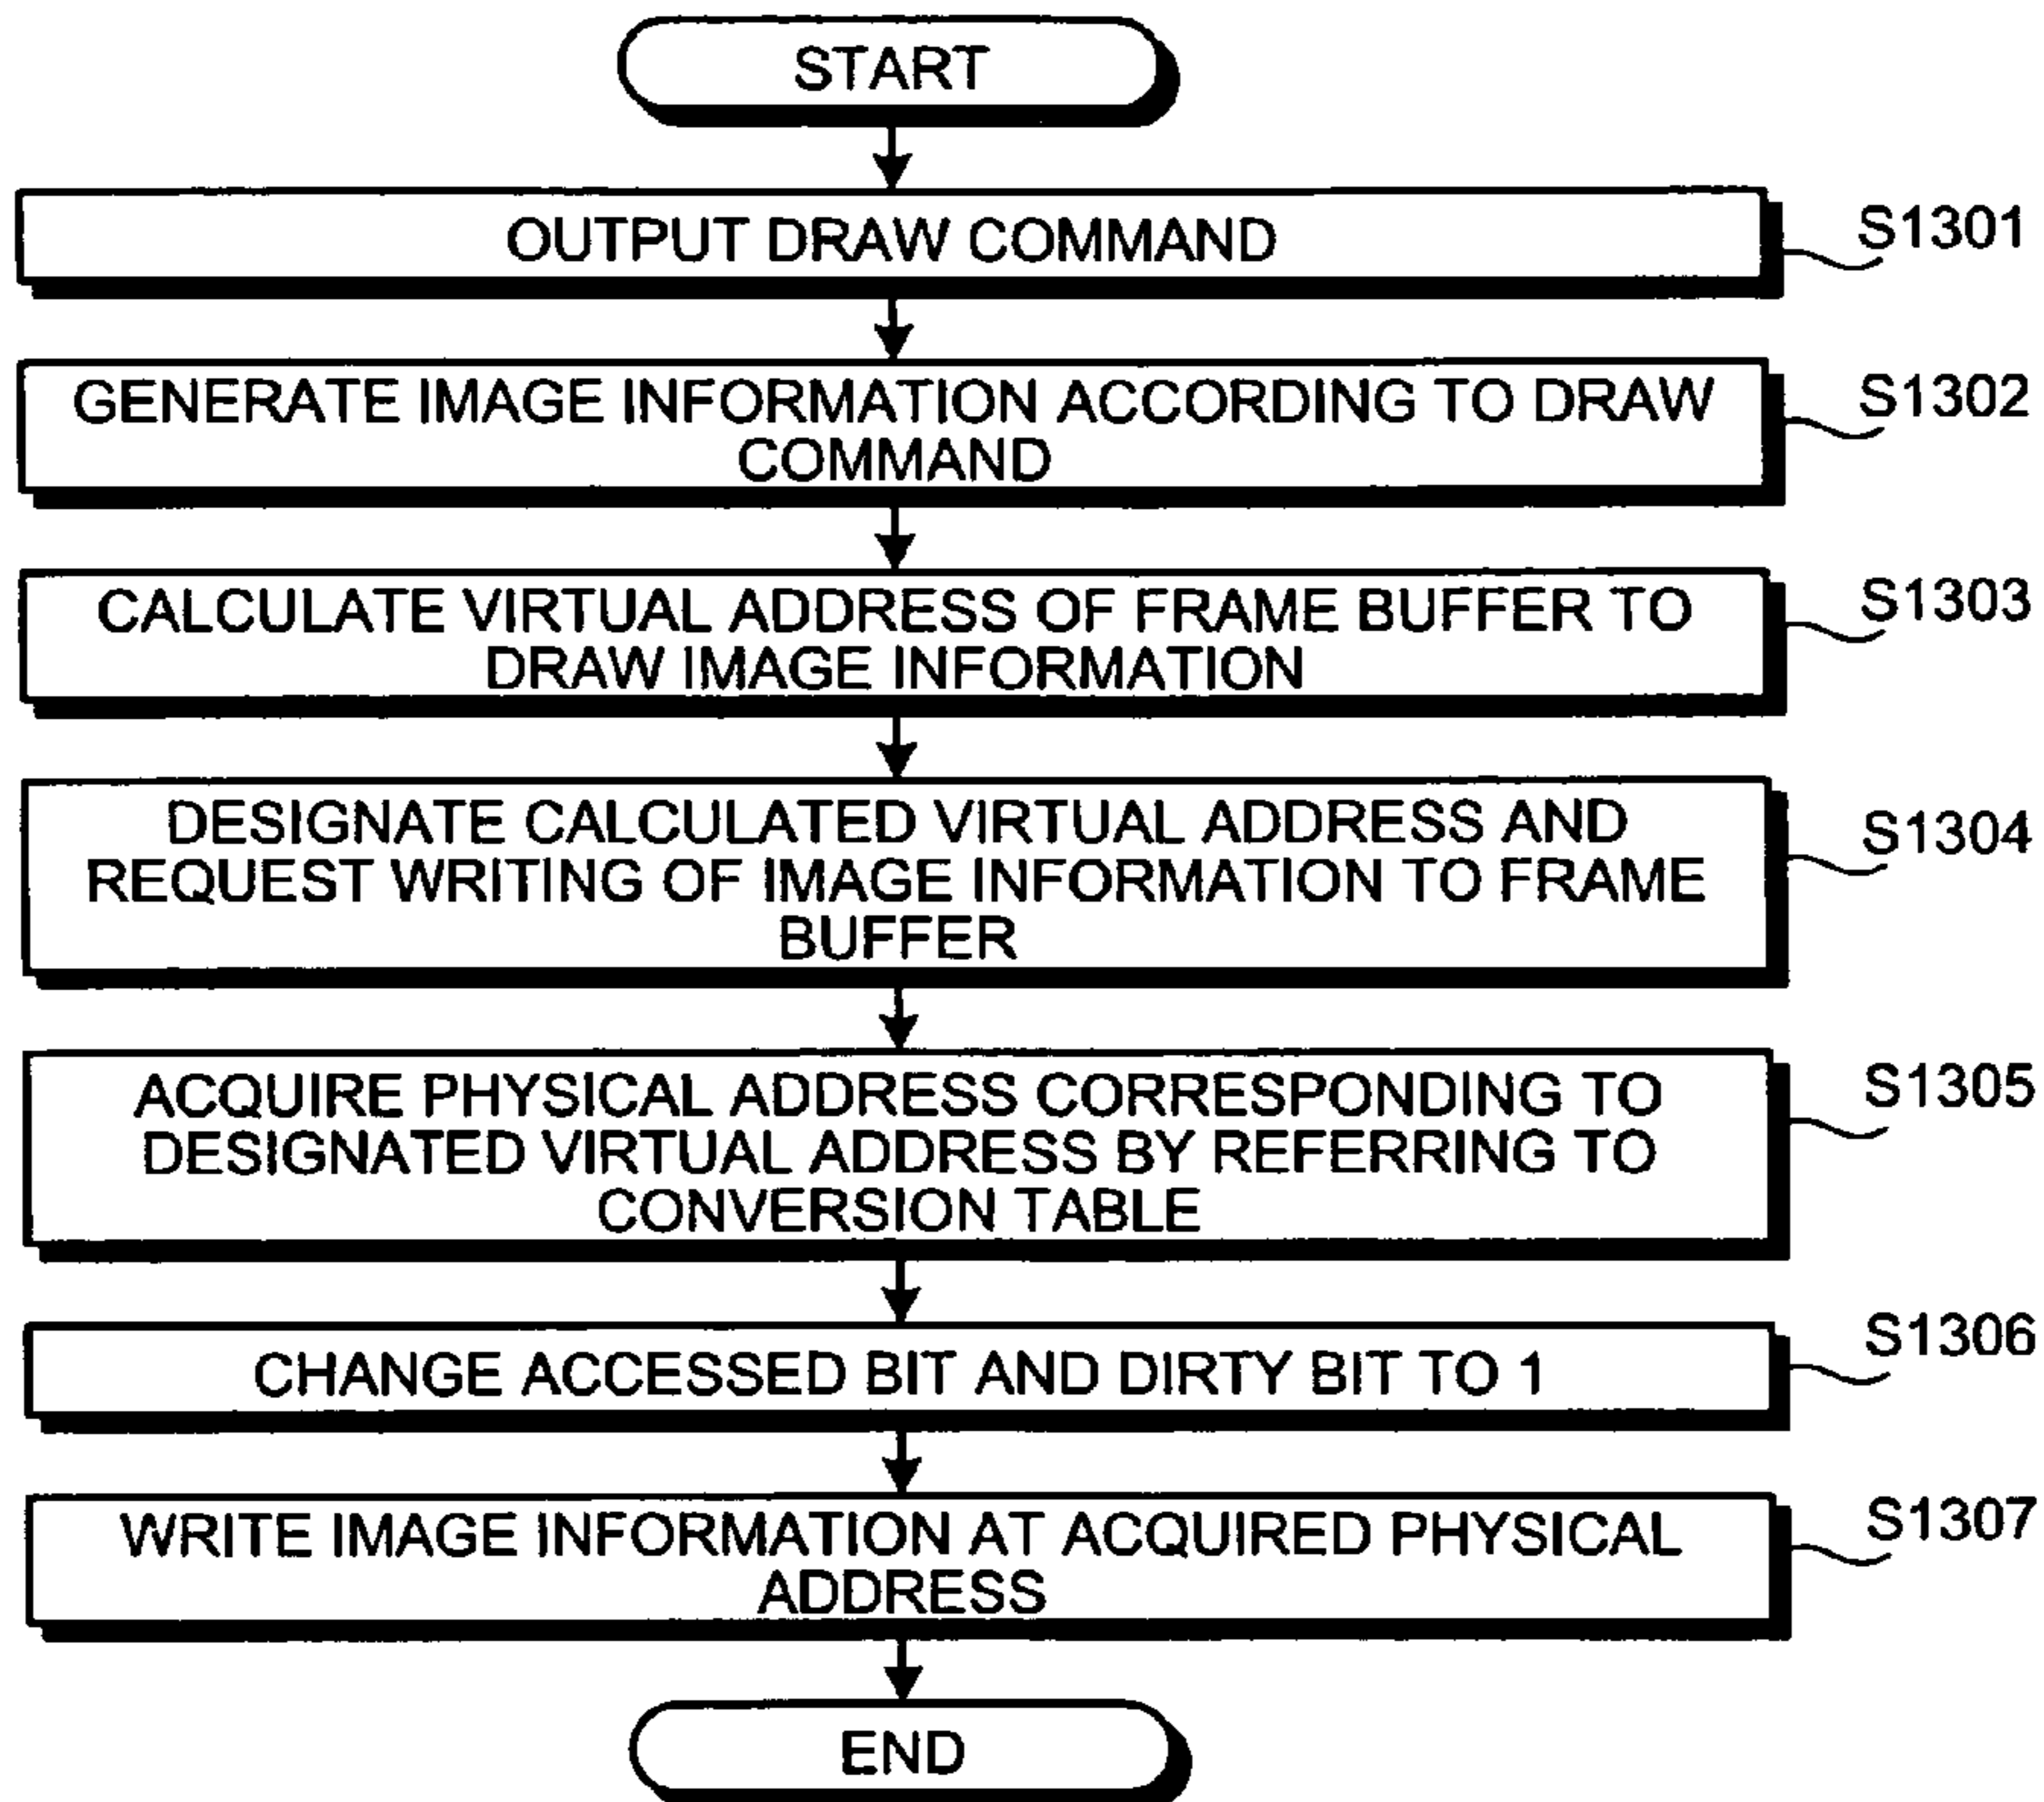 START
OUTPUT DRAW COMMAND
S1301
GENERATE IMAGE INFORMATION ACCORDING TO DRAW
COMMAND
S1302
CALCULATE VIRTUAL ADDRESS OF FRAME BUFFER TO
DRAW IMAGE INFORMATION
S1303
DESIGNATE CALCULATED VIRTUAL ADDRESS AND
REQUEST WRITING OF IMAGE INFORMATION TO FRAME
BUFFER
S1304
ACQUIRE PHYSICAL ADDRESS CORRESPONDING TO
DESIGNATED VIRTUAL ADDRESS BY REFERRING TO
CONVERSION TABLE
S1305
CHANGE ACCESSED BIT AND DIRTY BIT TO 1
S1306
WRITE IMAGE INFORMATION AT ACQUIRED PHYSICAL
ADDRESS
S1307
END